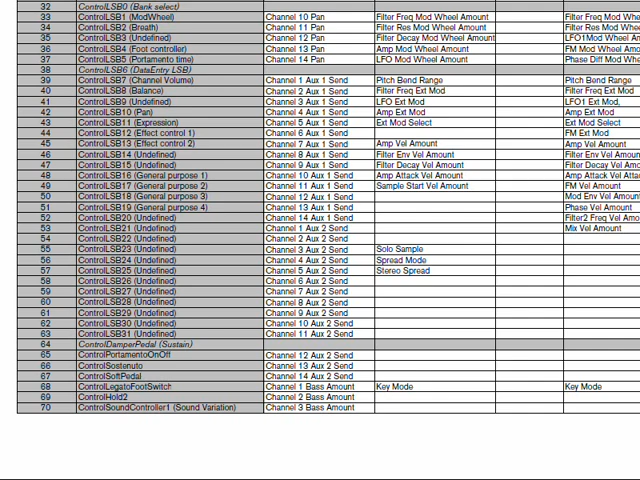 32 ControlLSB0 (Bank select)
33 ControlLSB1 (ModWheel) Channel 10 Pan Filter Freq Mod Wheel Amount Filter Freq Mod Whe
34 ControlLSB2 (Breath) Channel 11 Pan Filter Res Mod Wheel Amount Filter Res Mod Whe
35 ControlLSB3 (Undefined) Channel 12 Pan Filter Decay Mod Wheel Amount LFO1Mod Wheel An
36 ControlLSB4 (Foot controller) Channel 13 Pan Amp Mod Wheel Amount FM Mod Wheel Amo
37 ControlLSB5 (Portamento time) Channel 14 Pan LFO Mod Wheel Amount Phase Diff Mod Whe
38 ControlLSB6 (DataEntry LSB)
39 ControlLSB7 (Channel Volume) Channel 1 Aux 1 Send Pitch Bend Range Pitch Bend Range
40 ControlLSB8 (Balance) Channel 2 Aux 1 Send Filter Freq Ext Mod Filter Freq Ext Mod
41 ControlLSB9 (Undefined) Channel 3 Aux 1 Send LFO Ext Mod LFO1 Ext Mod,
42 ControlLSB10 (Pan) Channel 4 Aux 1 Send Amp Ext Mod Amp Ext Mod
43 ControlLSB11 (Expression) Channel 5 Aux 1 Send Ext Mod Select Ext Mod Select
44 ControlLSB12 (Effect control 1) Channel 6 Aux 1 Send FM Ext Mod
45 ControlLSB13 (Effect control 2) Channel 7 Aux 1 Send Amp Vel Amount Amp Vel Amount
46 ControlLSB14 (Undefined) Channel 8 Aux 1 Send Filter Env Vel Amount Filter Env Vel Amoun
47 ControlLSB15 (Undefined) Channel 9 Aux 1 Send Filter Decay Vel Amount Filter Decay Vel Amo
48 ControlLSB16 (General purpose 1) Channel 10 Aux 1 Send Amp Attack Vel Amount Amp Attack Vel Atta
49 ControlLSB17 (General purpose 2) Channel 11 Aux 1 Send Sample Start Vel Amount FM Vel Amount
50 ControlLSB18 (General purpose 3) Channel 12 Aux 1 Send Mod Env Vel Amount
51 ControlLSB19 (General purpose 4) Channel 13 Aux 1 Send Phase Vel Amount
52 ControlLSB20 (Undefined) Channel 14 Aux 1 Send Filter2 Freq Vel Amo
53 ControlLSB21 (Undefined) Channel 1 Aux 2 Send Mix Vel Amount
54 ControlLSB22 (Undefined) Channel 2 Aux 2 Send
55 ControlLSB23 (Undefined) Channel 3 Aux 2 Send Solo Sample
56 ControlLSB24 (Undefined) Channel 4 Aux 2 Send Spread Mode
57 ControlLSB25 (Undefined) Channel 5 Aux 2 Send Stereo Spread
58 ControlLSB26 (Undefined) Channel 6 Aux 2 Send
59 ControlLSB27 (Undefined) Channel 7 Aux 2 Send
60 ControlLSB28 (Undefined) Channel 8 Aux 2 Send
61 ControlLSB29 (Undefined) Channel 9 Aux 2 Send
62 ControlLSB30 (Undefined) Channel 10 Aux 2 Send
63 ControlLSB31 (Undefined) Channel 11 Aux 2 Send
64 ControlDamperPedal (Sustain)
65 ControlPortamentoOnOff Channel 12 Aux 2 Send
66 ControlSostenuto Channel 13 Aux 2 Send
67 ControlSoftPedal Channel 14 Aux 2 Send
68 ControlLegatoFootSwitch Channel 1 Bass Amount Key Mode Key Mode
69 ControlHold2 Channel 2 Bass Amount
70 ControlSoundController1 (Sound Variation) Channel 3 Bass Amount